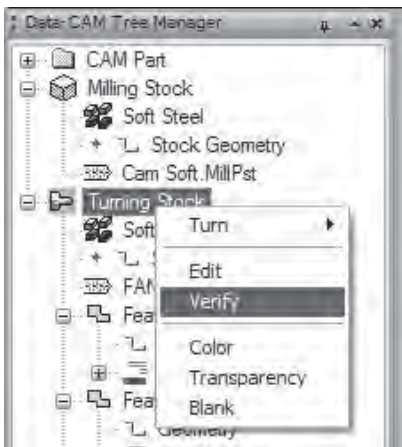 Data-CAM Tree Manager
CAM Part
Milling Stock
Soft Steel
Stock Geometry
Cam Soft.MillPst
Turning Stock
Soft
Turn
FAN
Edit
Verify
Fea
Color
Transparency
Fea
Blank
Geometry